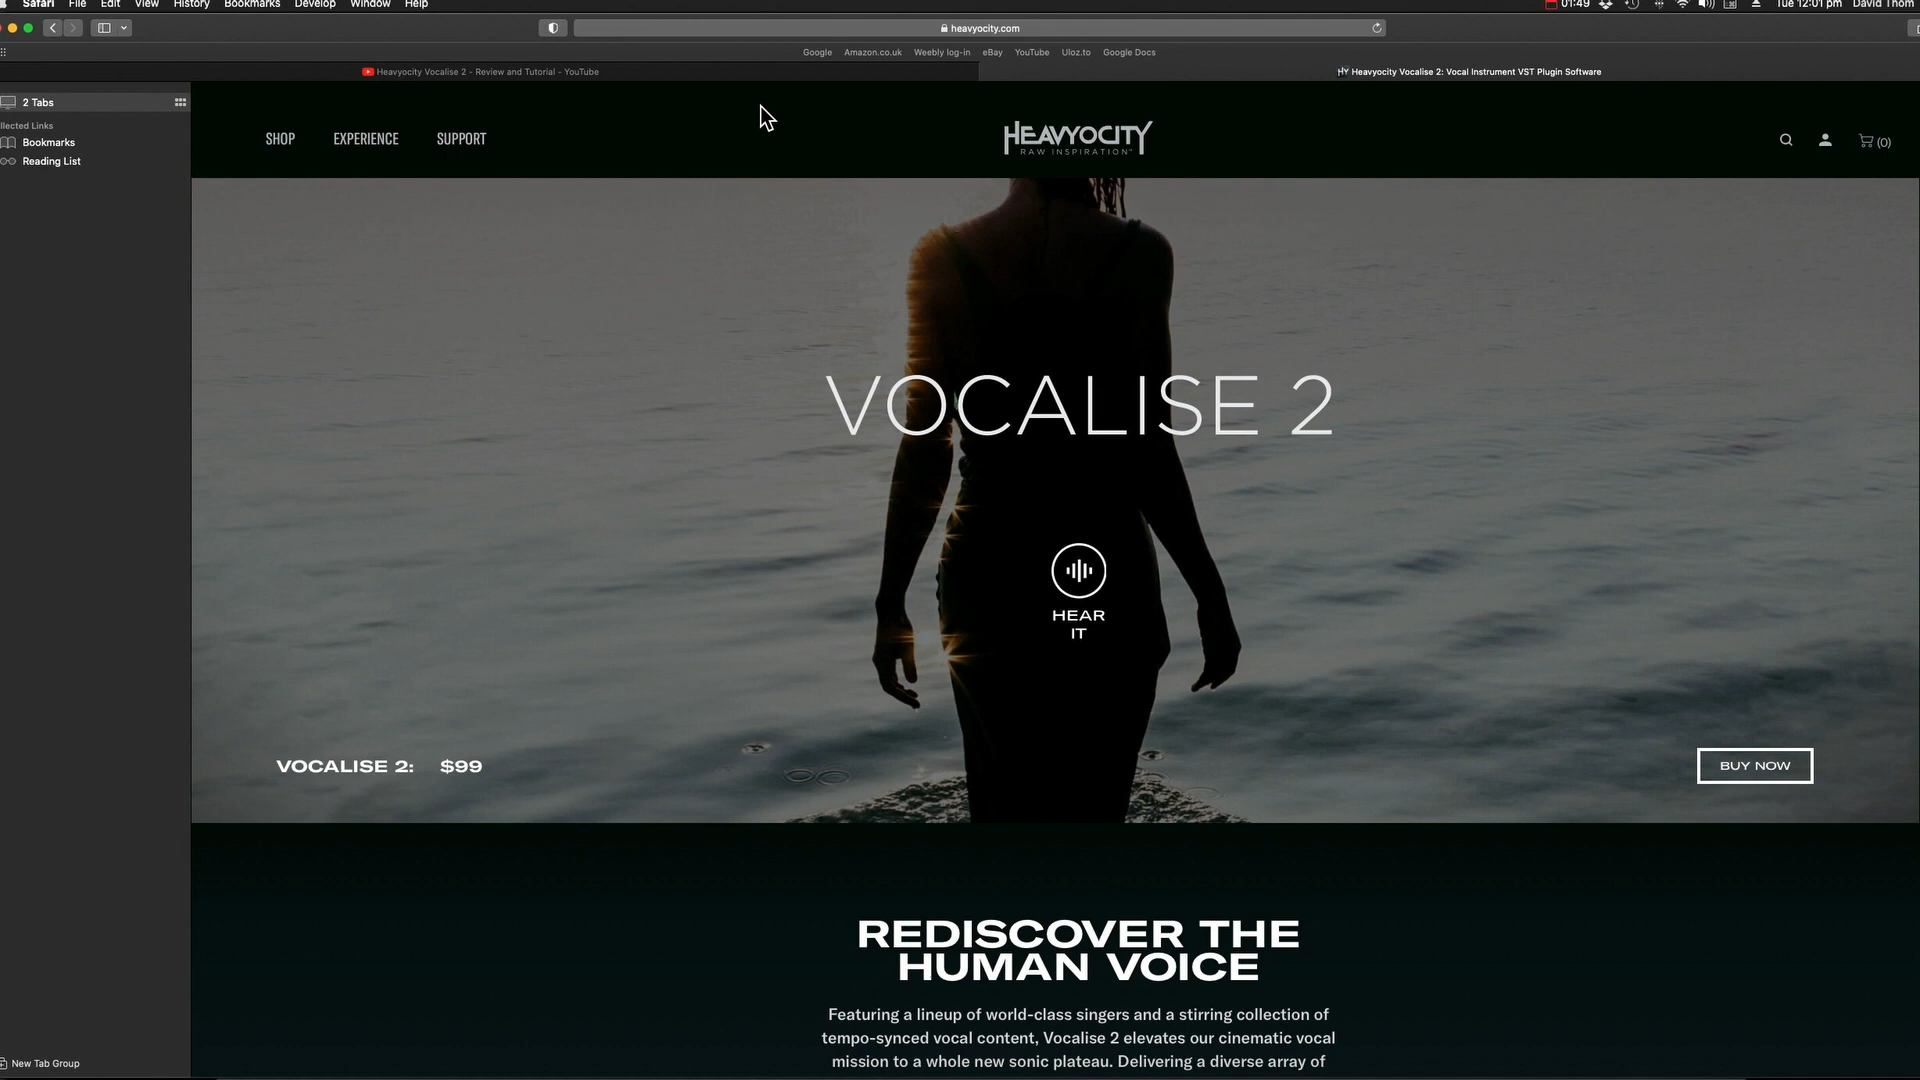 Safari File Edit View History Bookmarks Develop Window Help 01:49 Tue 12:01 pm David Thom
heavyocity.com
Google Amazon.co.uk Weebly log-in eBay YouTube Uloz.to Google Docs
Heavyocity Vocalise 2 - Review and Tutorial - YouTube
HY Heavyocity Vocalise 2: Vocal Instrument VST Plugin Software
2 Tabs
llected Links
Bookmarks
Reading List
SHOP EXPERIENCE SUPPORT
HEAVYOCITY
RAW INSPIRATION™
(0)
VOCALISE 2
HEAR
IT
VOCALISE 2: $99
BUY NOW
REDISCOVER THE
HUMAN VOICE
Featuring a lineup of world-class singers and a stirring collection of
tempo-synced vocal content, Vocalise 2 elevates our cinematic vocal
mission to a whole new sonic plateau. Delivering a diverse array of
New Tab Group